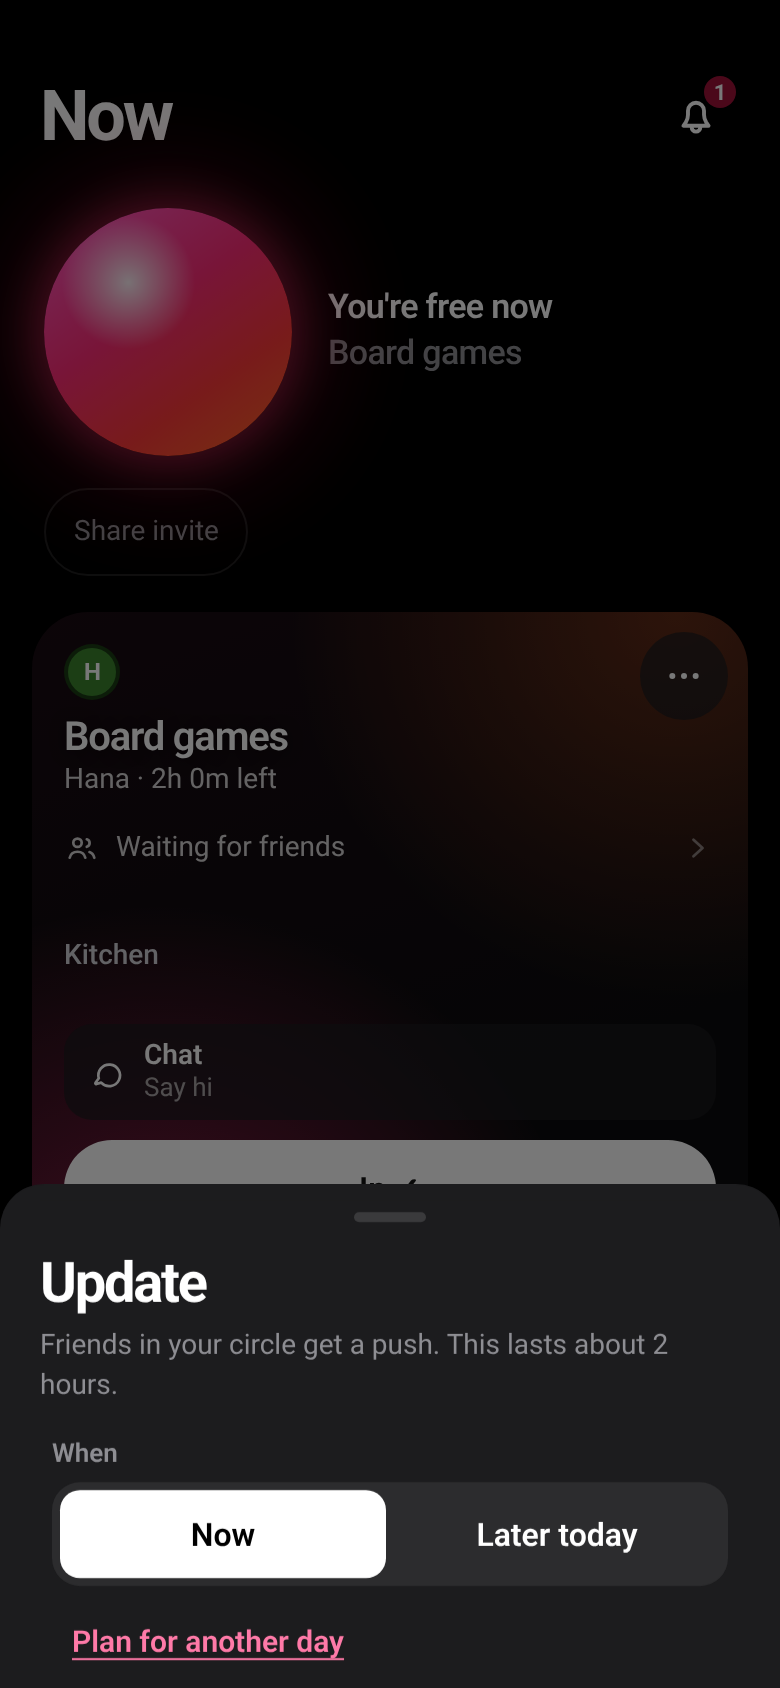 Now
1
You're free now
Board games
Share invite
H
Board games
Hana · 2h 0m left
Waiting for friends
Kitchen
Chat
Say hi
Update
Friends in your circle get a push. This lasts about 2
hours.
When
Now
Later today
Plan for another day